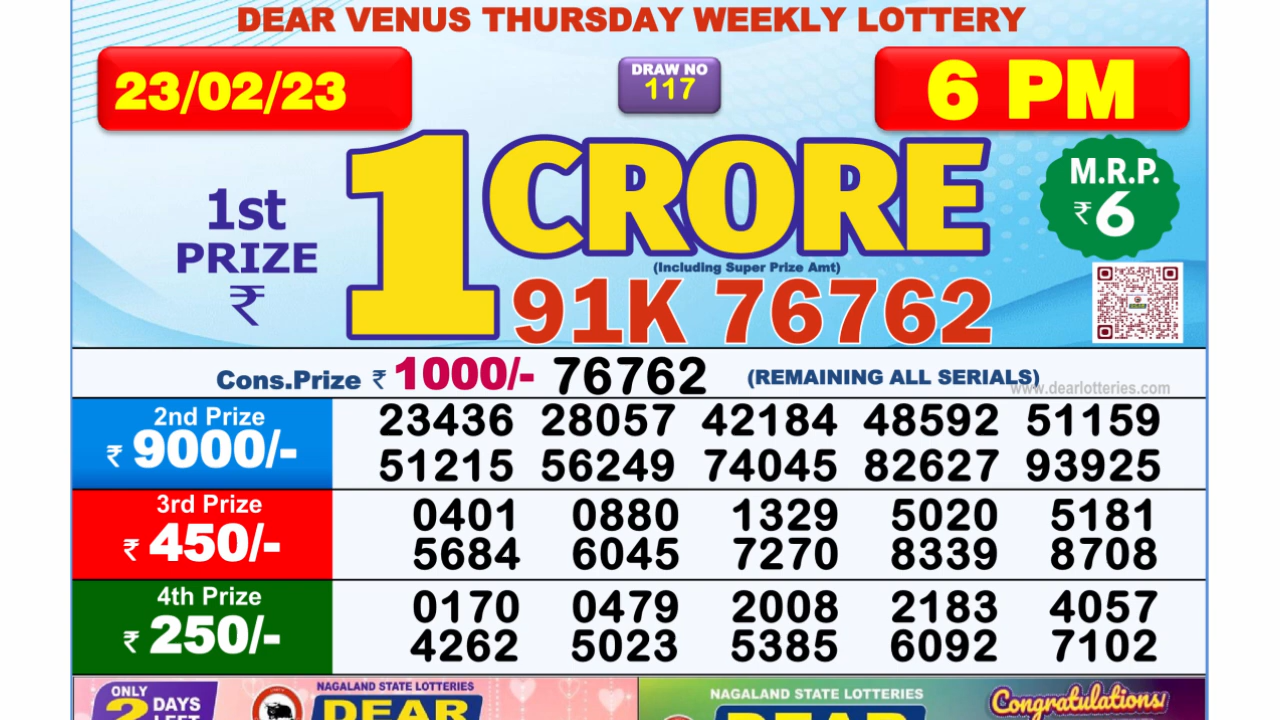 DEAR VENUS THURSDAY WEEKLY LOTTERY
23/02/23
DRAW NO
117
6 PM
1 CRORE
1st
PRIZE
₹
M.R.P.
₹6
(Including Super Prize Amt)
91K 76762
Cons.Prize ₹ 1000/- 76762 (REMAINING ALL SERIALS)
www.dearlotteries.com
2nd Prize
₹ 9000/-
23436 28057 42184 48592 51159
51215 56249 74045 82627 93925
3rd Prize
₹ 450/-
0401 0880 1329 5020 5181
5684 6045 7270 8339 8708
4th Prize
₹ 250/-
0170 0479 2008 2183 4057
4262 5023 5385 6092 7102
ONLY
2 DAYS
LEFT
NAGALAND STATE LOTTERIES
DEAR
NAGALAND STATE LOTTERIES
DEAR
Congratulations!